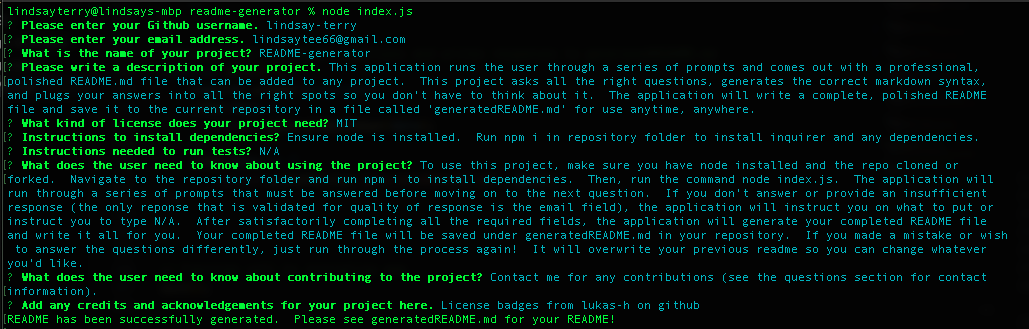 lindsayterry@lindsays-mbp readme-generator % node index.js
? Please enter your Github username. lindsay-terry
[? Please enter your email address. lindsaytee66@gmail.com
[? What is the name of your project? README-generator
[? Please write a description of your project. This application runs the user through a series of prompts and comes out with a professional,
[polished README.md file that can be added to any project.  This project asks all the right questions, generates the correct markdown syntax,
and plugs your answers into all the right spots so you don't have to think about it.  The application will write a complete, polished README
file and save it to the current repository in a file called 'generatedREADME.md' for use anytime, anywhere.
? What kind of license does your project need? MIT
[? Instructions to install dependencies? Ensure node is installed.  Run npm i in repository folder to install inquirer and any dependencies.
[? Instructions needed to run tests? N/A
? What does the user need to know about using the project? To use this project, make sure you have node installed and the repo cloned or
[forked.  Navigate to the repository folder and run npm i to install dependencies.  Then, run the command node index.js.  The application will
run through a series of prompts that must be answered before moving on to the next question.  If you don't answer or provide an insufficient
response (the only reponse that is validated for quality of response is the email field), the application will instruct you on what to put or
instruct you to type N/A.  After satisfactorily completing all the required fields, the application will generate your completed README file
and write it all for you.  Your completed README file will be saved under generatedREADME.md in your repository.  If you made a mistake or wish
to answer the questions differently, just run through the process again!  It will overwrite your previous readme so you can change whatever
you'd like.
? What does the user need to know about contributing to the project? Contact me for any contributions (see the questions section for contact
[information).
? Add any credits and acknowledgements for your project here. License badges from lukas-h on github
[README has been successfully generated.  Please see generatedREADME.md for your README!